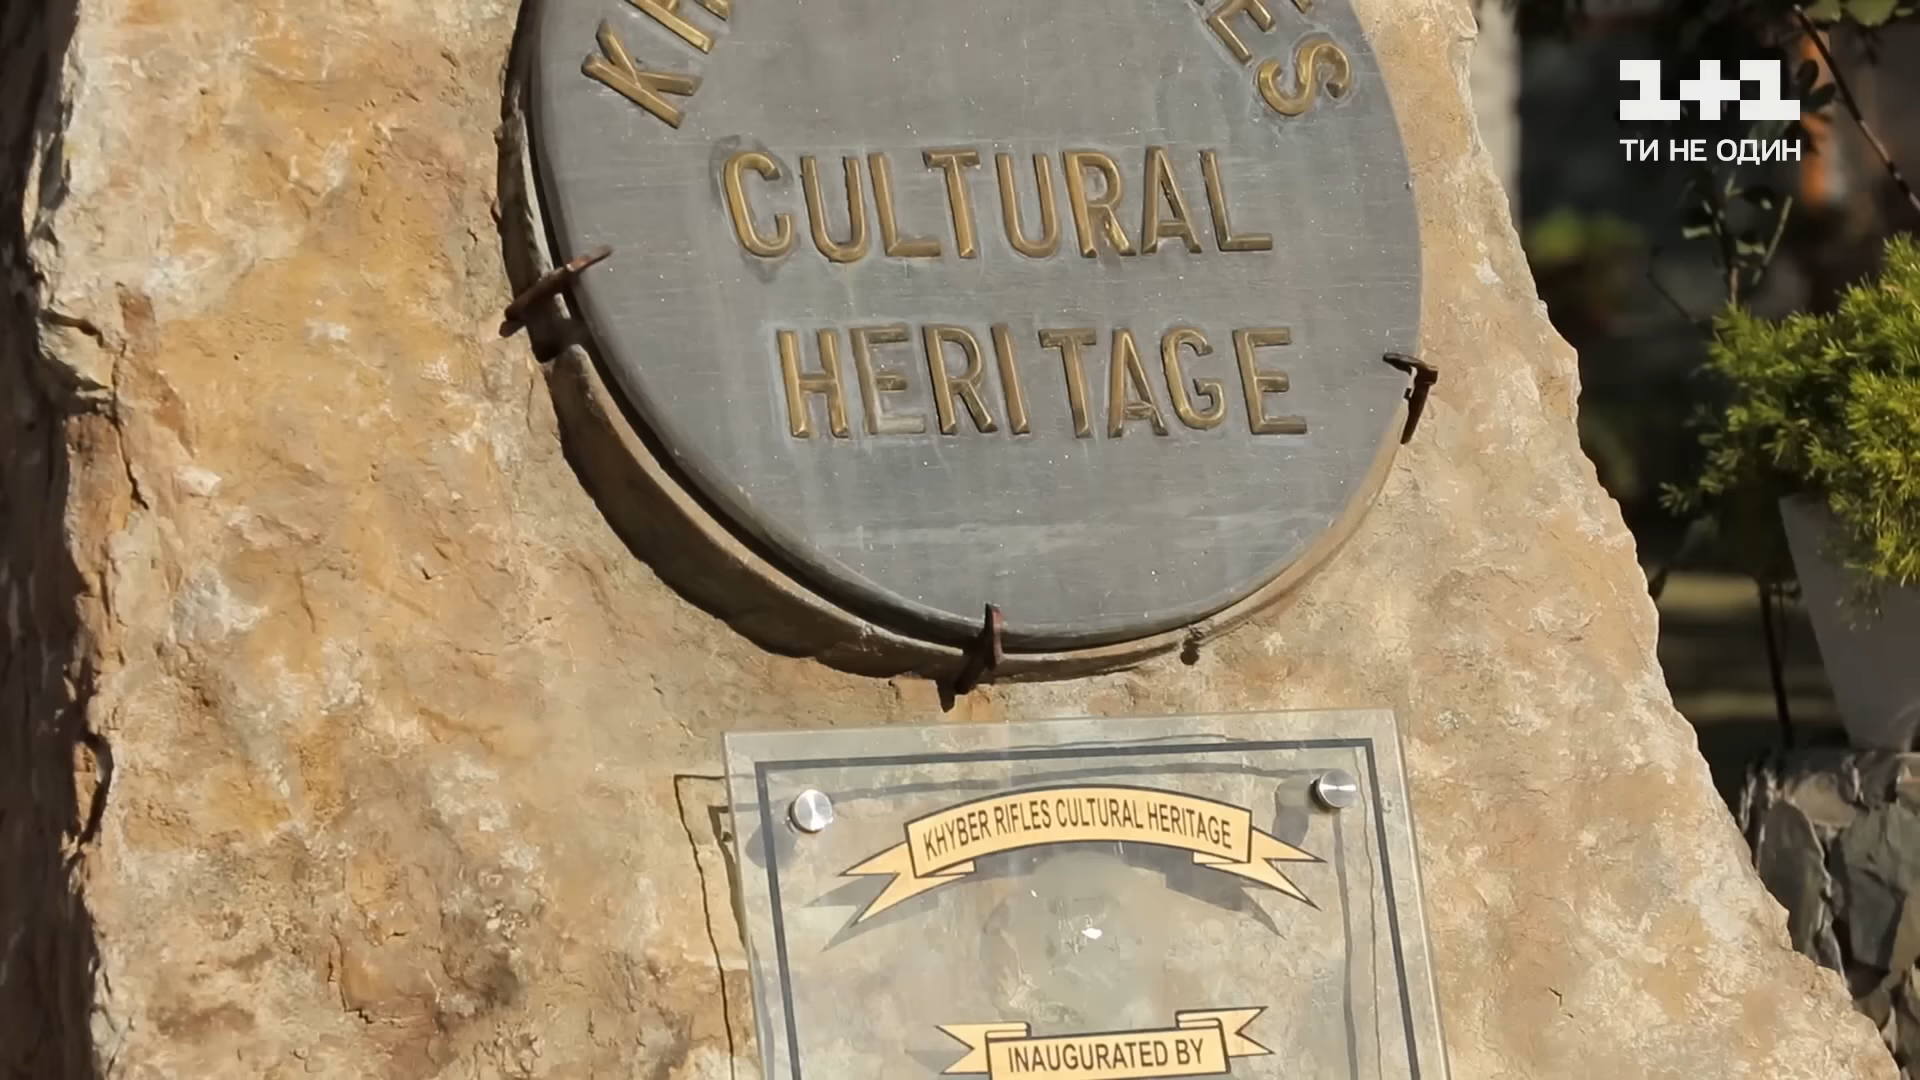 CULTURAL
HERITAGE
KHYBER RIFLES CULTURAL HERITAGE
INAUGURATED BY
1+1
ТИ НЕ ОДИН